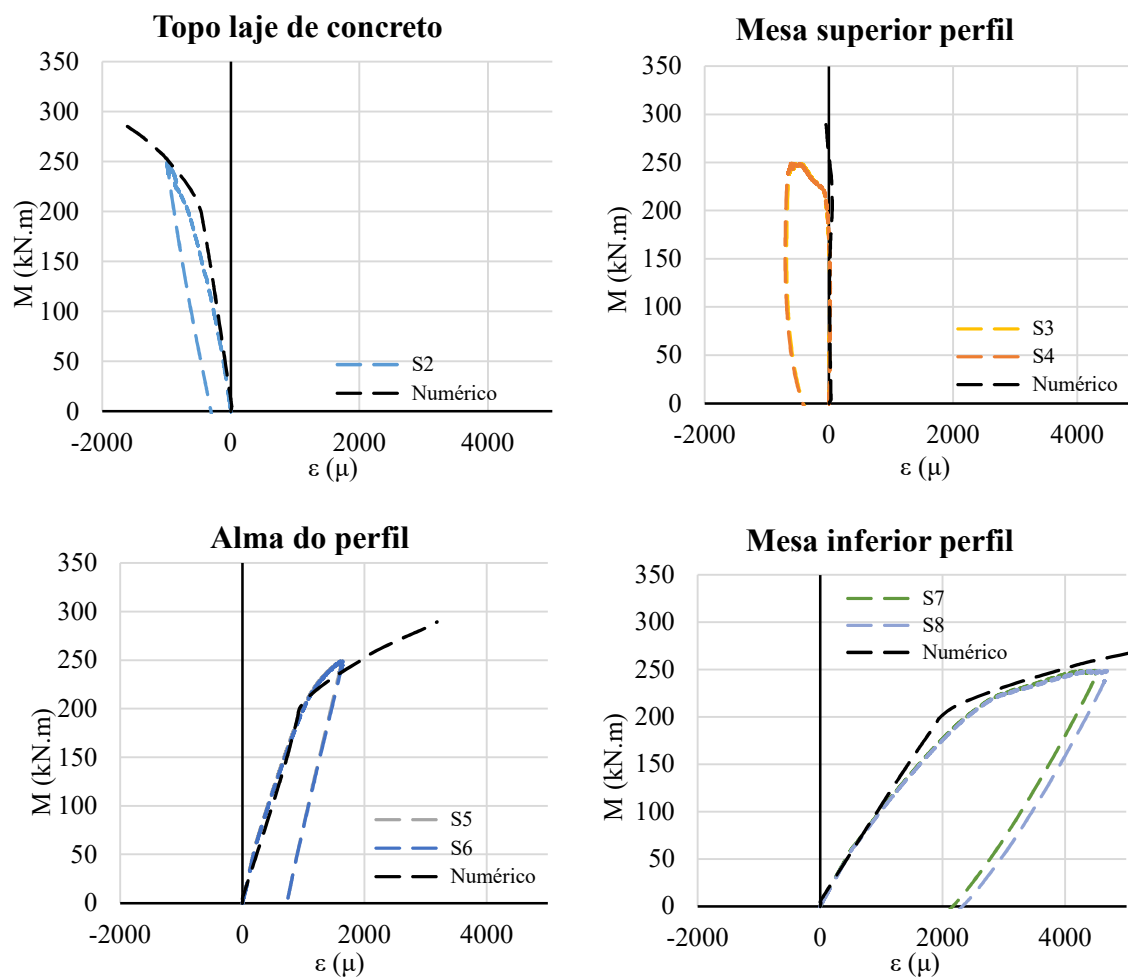 Topo laje de concreto
350
300
250
200
150
100
50
0
M (kN.m)
S2
Numérico
-2000 0 2000 4000
ε (μ)
Mesa superior perfil
350
300
250
200
150
100
50
0
M (kN.m)
S3
S4
Numérico
-2000 0 2000 4000
ε (μ)
Alma do perfil
350
300
250
200
150
100
50
0
M (kN.m)
S5
S6
Numérico
-2000 0 2000 4000
ε (μ)
Mesa inferior perfil
350
300
250
200
150
100
50
0
M (kN.m)
S7
S8
Numérico
-2000 0 2000 4000
ε (μ)